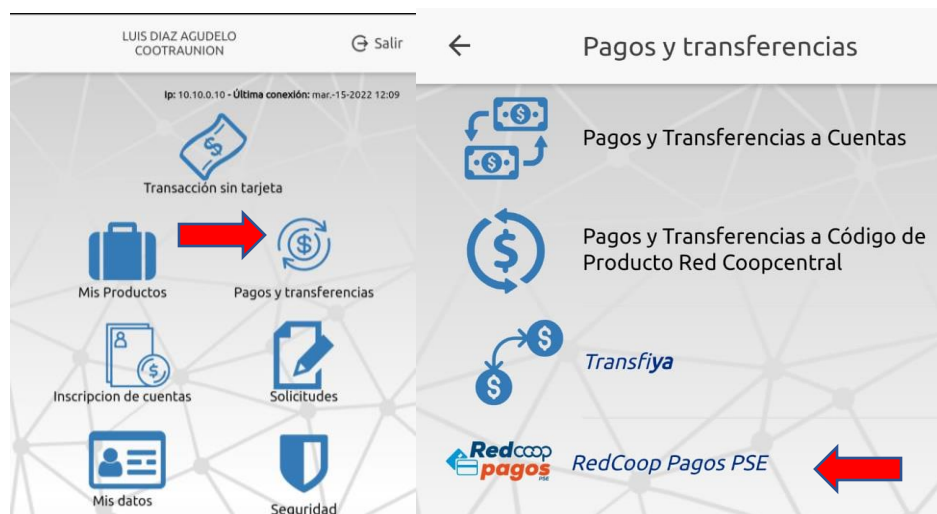 LUIS DIAZ AGUDELO
COOTRAUNION
Salir
Ip: 10.10.0.10 - Última conexión: mar.-15-2022 12:09
Transacción sin tarjeta
Mis Productos
Pagos y transferencias
Inscripcion de cuentas
Solicitudes
Mis datos
Seguridad
Pagos y transferencias
Pagos y Transferencias a Cuentas
Pagos y Transferencias a Código de
Producto Red Coopcentral
Transfiya
Redcoop
pagos
PSE
RedCoop Pagos PSE